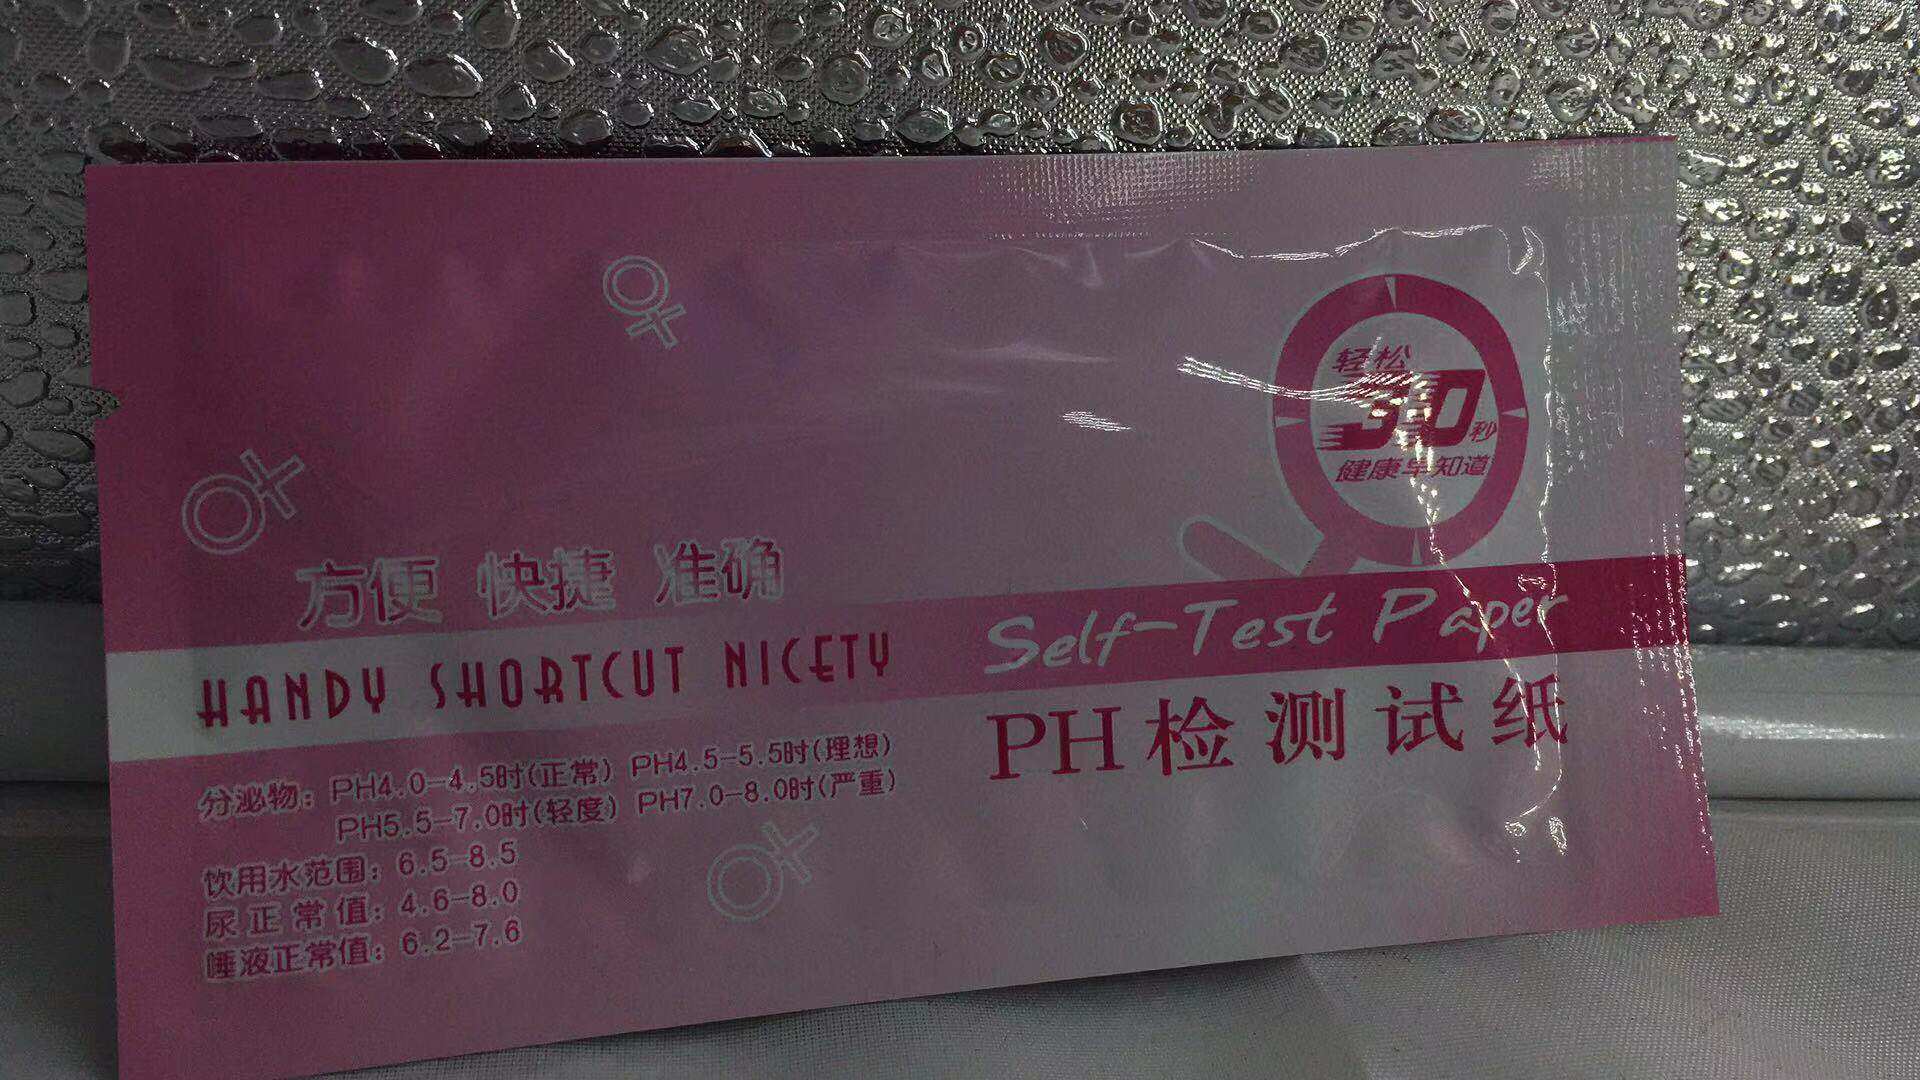 轻松
30秒
健康早知道
方便 快捷 准确
HANDY SHORTCUT NICETY
Self-Test Paper
PH检测试纸
分泌物：PH4.0-4.5时(正常) PH4.5-5.5时(理想)
PH5.5-7.0时(轻度) PH7.0-8.0时(严重)
饮用水范围：6.5-8.5
尿正常值：4.6-8.0
唾液正常值：6.2-7.6